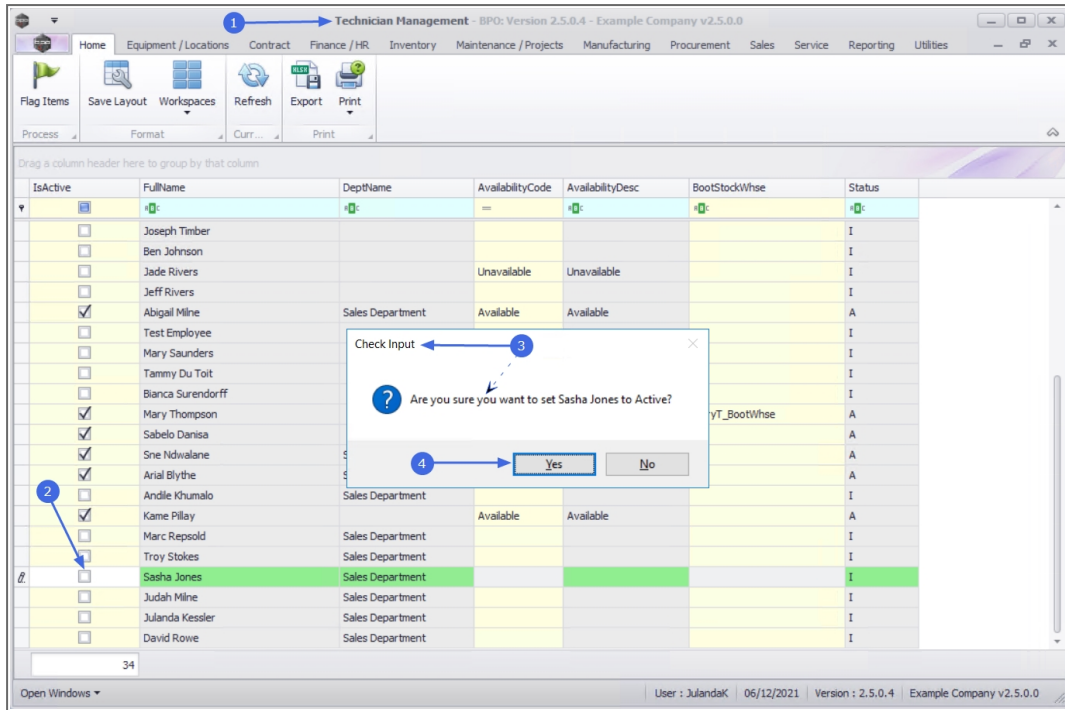 1 Technician Management - BPO: Version 2.5.0.4 - Example Company v2.5.0.0
Home Equipment / Locations Contract Finance / HR Inventory Maintenance / Projects Manufacturing Procurement Sales Service Reporting Utilities
Flag Items Save Layout Workspaces Refresh Export Print
Process Format Curr... Print
Drag a column header here to group by that column
IsActive FullName DeptName AvailabilityCode AvailabilityDesc BootStockWhse Status
=
Joseph Timber I
Ben Johnson I
Jade Rivers Unavailable Unavailable I
Jeff Rivers I
Abigail Milne Sales Department Available Available A
Test Employee I
Mary Saunders I
Tammy Du Toit I
Bianca Surendorff I
Mary Thompson yT_BootWhse A
Sabelo Danisa A
Sne Ndwalane S A
Arial Blythe S A
Andile Khumalo Sales Department I
Kame Pillay Available Available A
Marc Repsold Sales Department I
Troy Stokes Sales Department I
Sasha Jones Sales Department I
Judah Milne Sales Department I
Julanda Kessler Sales Department I
David Rowe Sales Department I
2
Check Input 3
Are you sure you want to set Sasha Jones to Active?
4 Yes No
34
Open Windows User : JulandaK 06/12/2021 Version : 2.5.0.4 Example Company v2.5.0.0